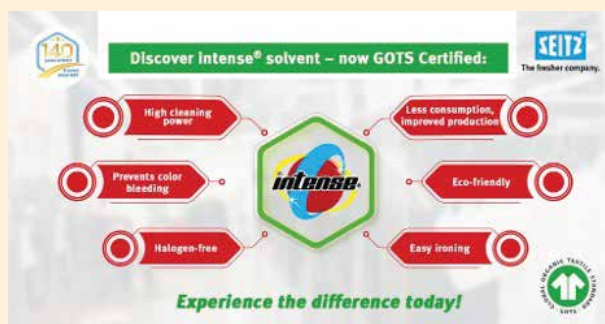 140
Discover intense® solvent – now GOTS Certified:
SEITZ
The fresher company.
High cleaning
power
Less consumption,
improved production
Prevents color
bleeding
intense®
Eco-friendly
Halogen-free
Easy ironing
GLOBAL ORGANIC TEXTILE STANDARD
GOTS
Experience the difference today!